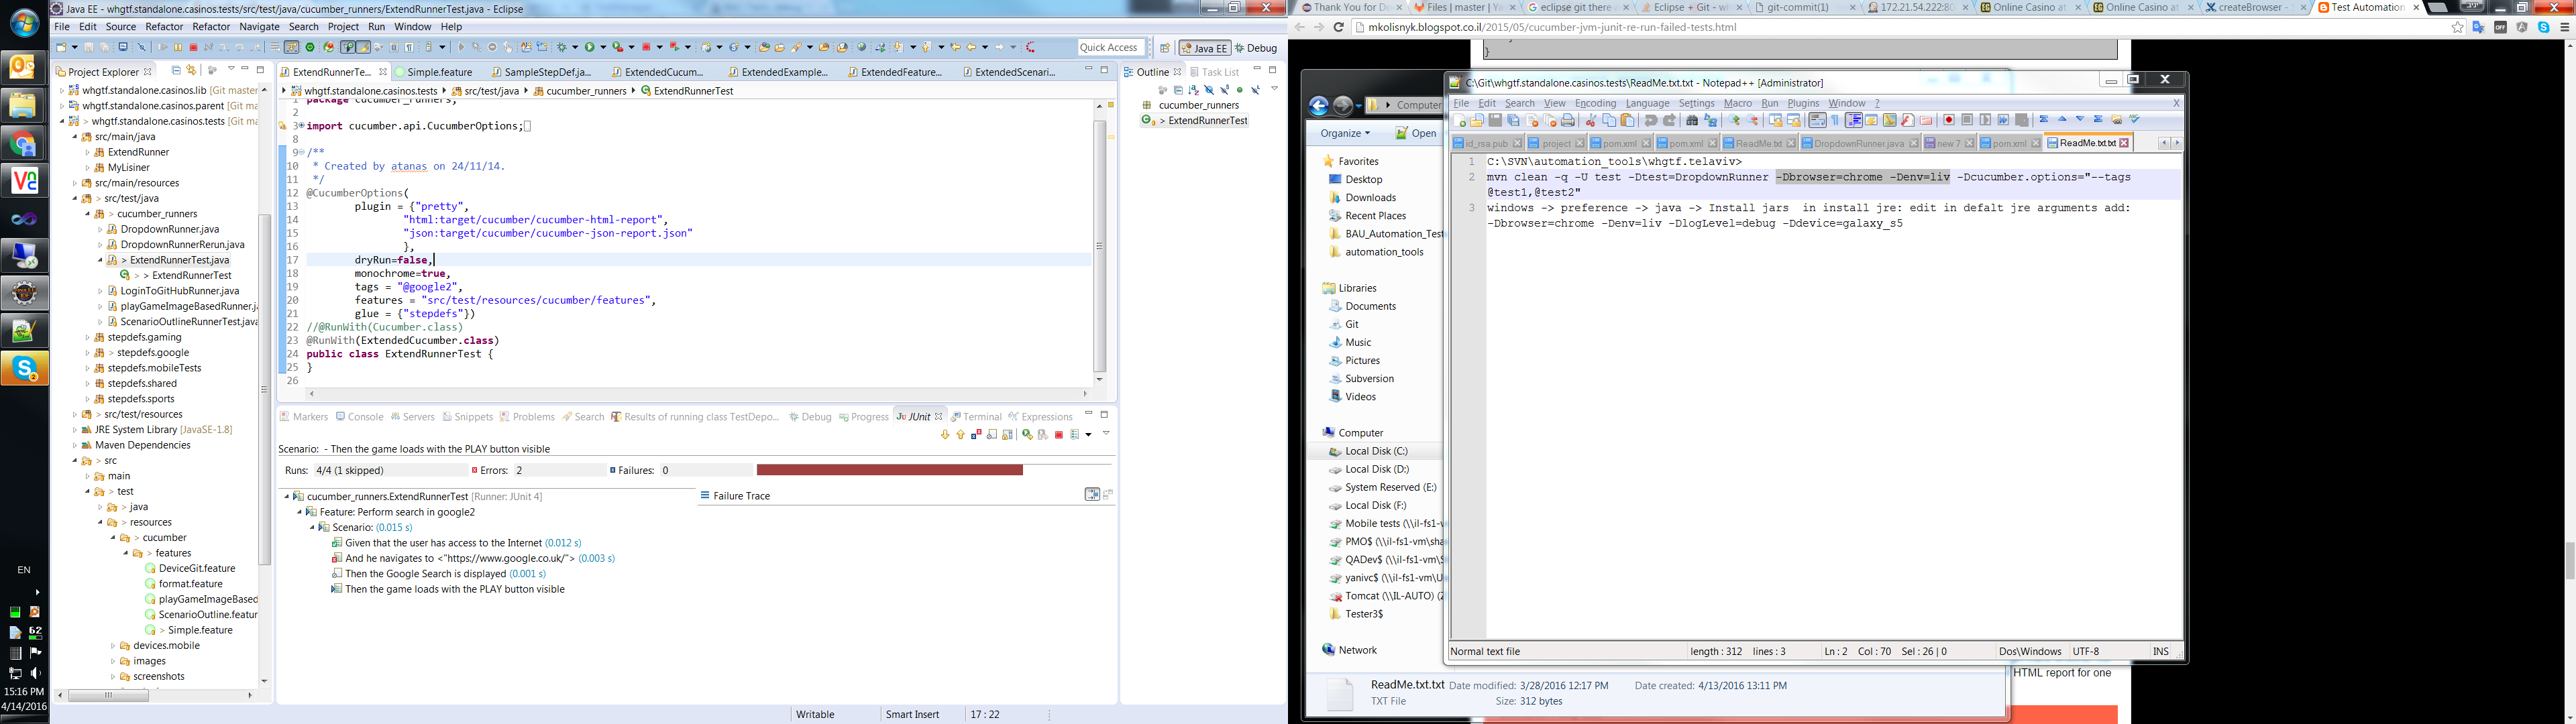 Java EE - whgtf.standalone.casinos.tests/src/test/java/cucumber_runners/ExtendRunnerTest.java - Eclipse
File Edit Source Refactor Refactor Navigate Search Project Run Window Help
Quick Access
Java EE
Debug
Project Explorer
whgtf.standalone.casinos.lib [Git master
whgtf.standalone.casinos.parent [Git ma
> whgtf.standalone.casinos.tests [Git ma
src/main/java
ExtendRunner
MyLisiner
src/main/resources
> src/test/java
> cucumber_runners
DropdownRunner.java
DropdownRunnerRerun.java
> ExtendRunnerTest.java
> > ExtendRunnerTest
LoginToGitHubRunner.java
playGameImageBasedRunner.ja
ScenarioOutlineRunnerTest.java
stepdefs.gaming
> stepdefs.google
stepdefs.mobileTests
stepdefs.shared
stepdefs.sports
> src/test/resources
JRE System Library [JavaSE-1.8]
Maven Dependencies
> src
main
> test
> java
> resources
> cucumber
> features
DeviceGit.feature
format.feature
playGameImageBased
ScenarioOutline.featur
> Simple.feature
devices.mobile
images
screenshots
EN
62
15:16 PM
4/14/2016
ExtendRunnerTe...
Simple.feature
SampleStepDef.ja...
ExtendedCucum...
ExtendedExample...
ExtendedFeature...
ExtendedScenari...
whgtf.standalone.casinos.tests
src/test/java
cucumber_runners
ExtendRunnerTest
1 package cucumber_runners;
2
3 import cucumber.api.CucumberOptions;
9 /**
10 * Created by atanas on 24/11/14.
11 */
12 @CucumberOptions(
13 plugin = {"pretty",
14 "html:target/cucumber/cucumber-html-report",
15 "json:target/cucumber/cucumber-json-report.json"
16 },
17 dryRun=false,
18 monochrome=true,
19 tags = "@google2",
20 features = "src/test/resources/cucumber/features",
21 glue = {"stepdefs"})
22 //@RunWith(Cucumber.class)
23 @RunWith(ExtendedCucumber.class)
24 public class ExtendRunnerTest {
25 }
26
Outline
Task List
cucumber_runners
> ExtendRunnerTest
Markers Console Servers Snippets Problems Search Results of running class TestDepo... Debug Progress JUnit Terminal Expressions
Scenario: - Then the game loads with the PLAY button visible
Runs: 4/4 (1 skipped) Errors: 2 Failures: 0
cucumber_runners.ExtendRunnerTest [Runner: JUnit 4]
Failure Trace
Feature: Perform search in google2
Scenario: (0.015 s)
Given that the user has access to the Internet (0.012 s)
And he navigates to <"https://www.google.co.uk/"> (0.003 s)
Then the Google Search is displayed (0.001 s)
Then the game loads with the PLAY button visible
Writable Smart Insert 17 : 22
Thank You for Do
Files | master | Ya
eclipse git there a
Eclipse + Git - wi
git-commit(1)
172.21.54.222:80
Online Casino at
Online Casino at
createBrowser -
Test Automation
mkolisnyk.blogspot.co.il/2015/05/cucumber-jvm-junit-re-run-failed-tests.html
}
Computer
Organize
Open
Favorites
Desktop
Downloads
Recent Places
BAU_Automation_Test
automation_tools
Libraries
Documents
Git
Music
Pictures
Subversion
Videos
Computer
Local Disk (C:)
Local Disk (D:)
System Reserved (E:)
Local Disk (F:)
Mobile tests (\\il-fs1-v
PMO$ (\\il-fs1-vm\sha
QADev$ (\\il-fs1-vm\S
yanivc$ (\\il-fs1-vm\U
Tomcat (\\IL-AUTO) (Z
Tester3$
Network
ReadMe.txt.txt Date modified: 3/28/2016 12:17 PM Date created: 4/13/2016 13:11 PM
TXT File Size: 312 bytes
C:\Git\whgtf.standalone.casinos.tests\ReadMe.txt.txt - Notepad++ [Administrator]
File Edit Search View Encoding Language Settings Macro Run Plugins Window ?
X
id_rsa.pub project pom.xml pom.xml ReadMe.txt DropdownRunner.java new 7 pom.xml ReadMe.txt.txt
1 C:\SVN\automation_tools\whgtf.telaviv>
2 mvn clean -q -U test -Dtest=DropdownRunner -Dbrowser=chrome -Denv=liv -Dcucumber.options="--tags
@test1,@test2"
3 windows -> preference -> java -> Install jars in install jre: edit in defalt jre arguments add:
-Dbrowser=chrome -Denv=liv -DlogLevel=debug -Ddevice=galaxy_s5
Normal text file length : 312 lines : 3 Ln : 2 Col : 70 Sel : 26 | 0 Dos\Windows UTF-8 INS
HTML report for one